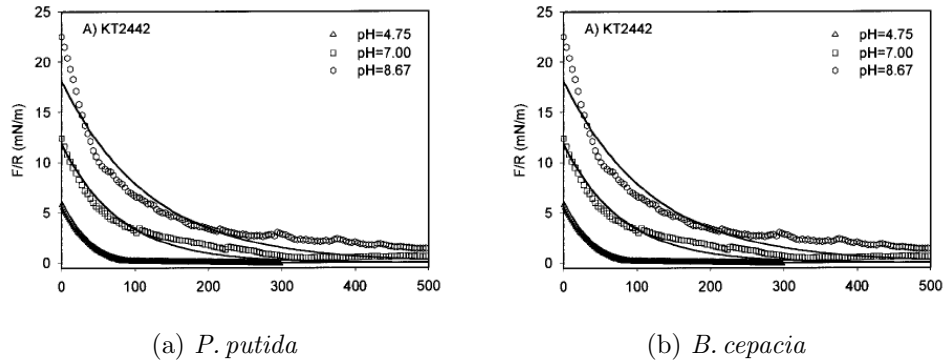 A) KT2442
△ pH=4.75
□ pH=7.00
○ pH=8.67
F/R (mN/m)
25
20
15
10
5
0
0 100 200 300 400 500
(a) P. putida
A) KT2442
△ pH=4.75
□ pH=7.00
○ pH=8.67
F/R (mN/m)
25
20
15
10
5
0
0 100 200 300 400 500
(b) B. cepacia